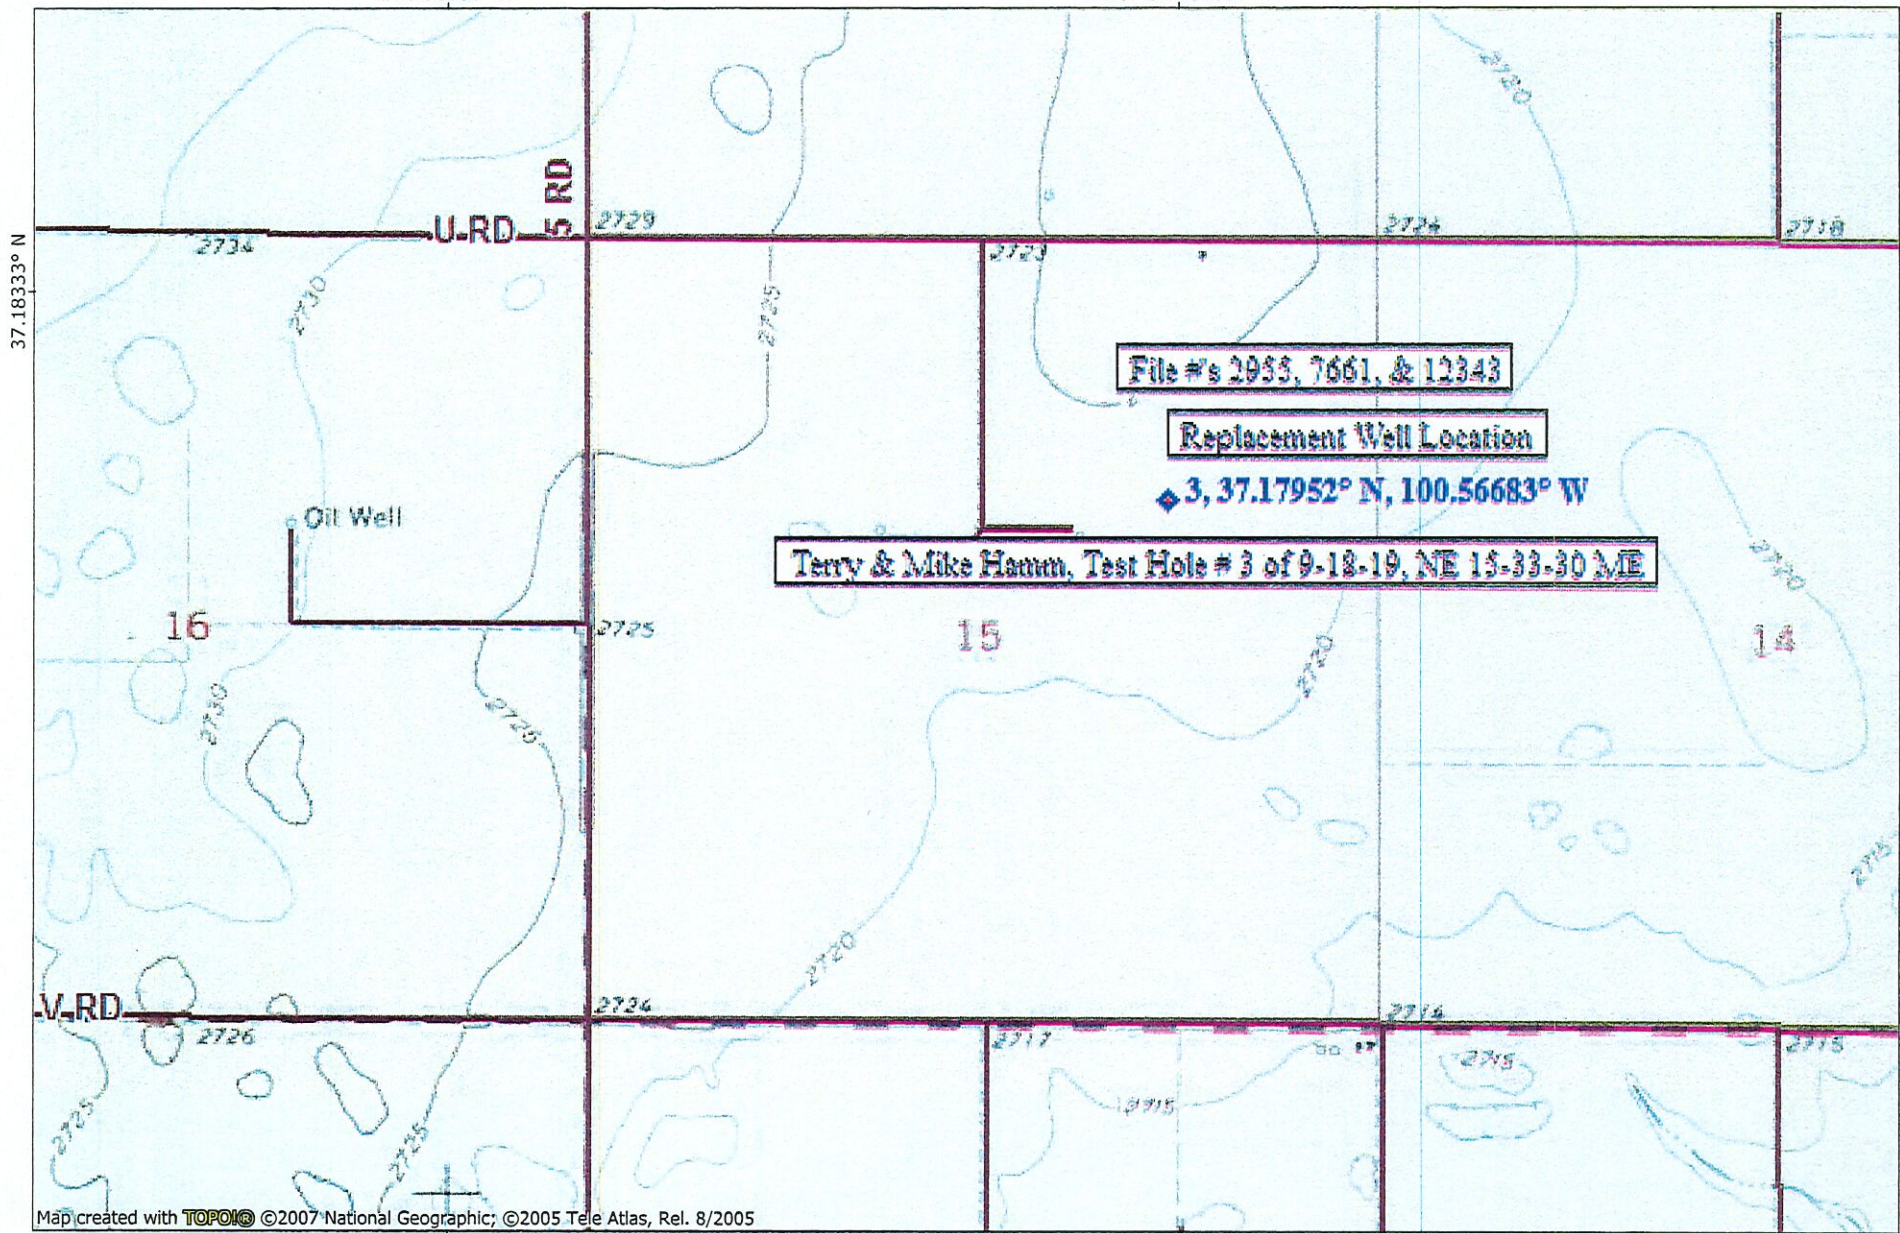 2720
5 RD
U RD
2729
2734
2723
2724
2718
37.18333° N
2730
2725
File #'s 2955, 7661, & 12343
Replacement Well Location
3, 37.17952° N, 100.56683° W
Oil Well
Terry & Mike Hamm, Test Hole # 3 of 9-18-19, NE 15-33-30 ME
2720
16
2725
15
14
2720
2730
2725
2715
2720
V RD
2724
2714
2726
2717
2715
2715
2715
2725
2725
Map created with TOPO!® ©2007 National Geographic; ©2005 Tele Atlas, Rel. 8/2005